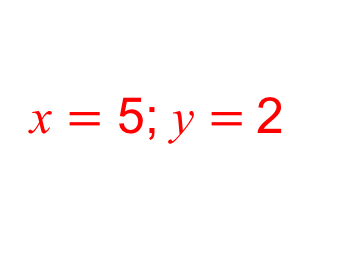 x = 5; y = 2